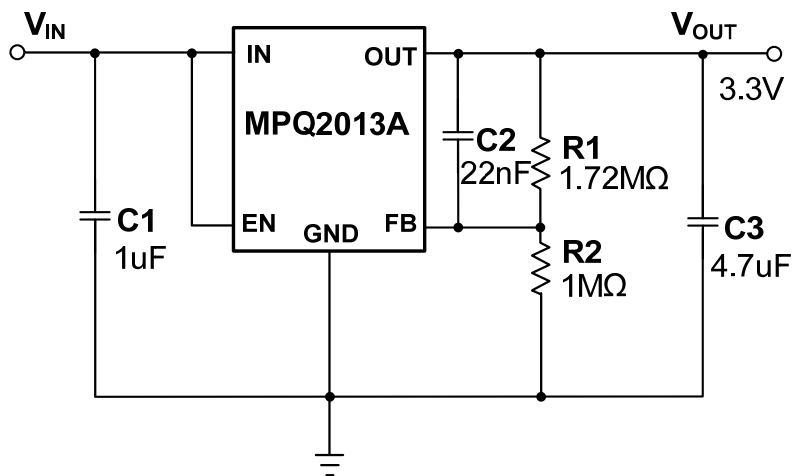 VIN
VOUT
IN
OUT
3.3V
MPQ2013A
C2
22nF
R1
1.72MΩ
C1
1uF
EN
GND
FB
R2
1MΩ
C3
4.7uF